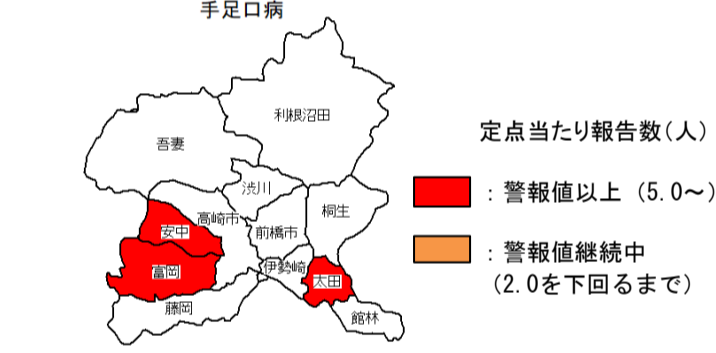 手足口病
利根沼田
吾妻
渋川
桐生
高崎市
前橋市
安中
伊勢崎
富岡
太田
藤岡
館林
定点当たり報告数（人）
：警報値以上（5.0～）
：警報値継続中
（2.0を下回るまで）